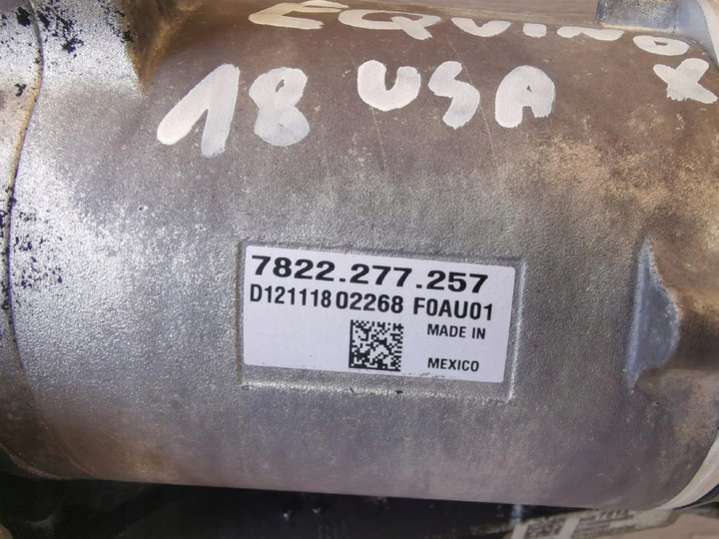 EQUINOX
18 USA
7822.277.257
D121118 02268 F0AU01
MADE IN
MEXICO